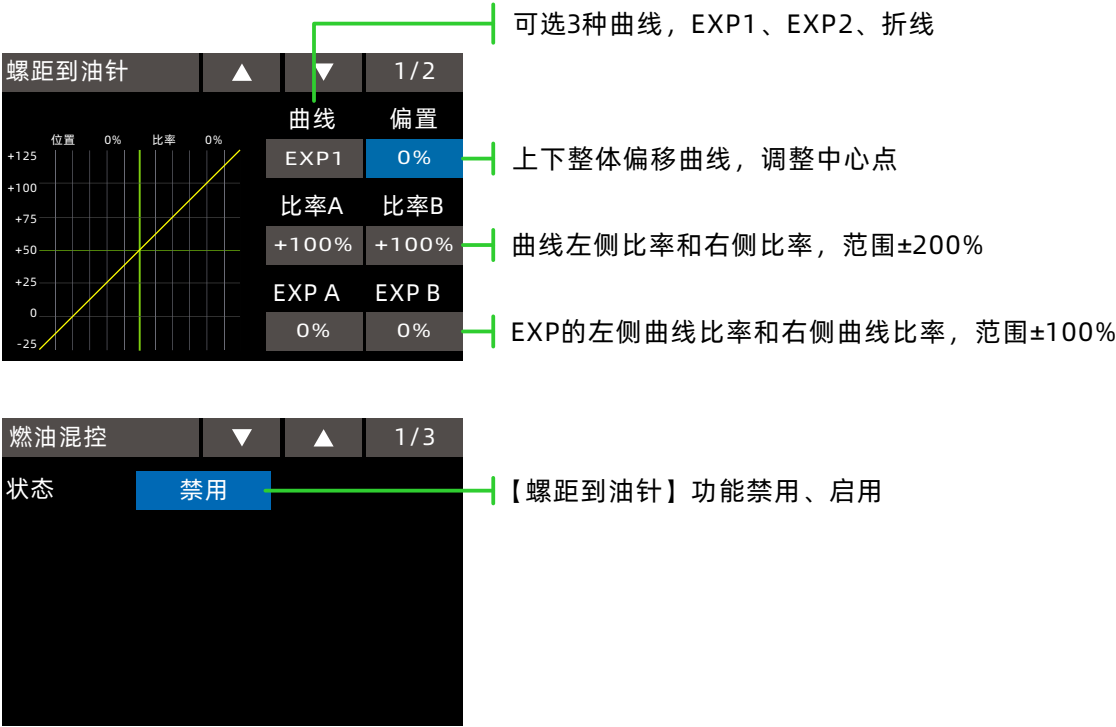 可选3种曲线，EXP1、EXP2、折线
螺距到油针 ▲ ▼ 1/2
曲线 偏置
位置 0% 比率 0%
EXP1 0%
上下整体偏移曲线，调整中心点
+125
+100
+75
+50
+25
0
-25
比率A 比率B
+100% +100%
曲线左侧比率和右侧比率，范围±200%
EXP A EXP B
0% 0%
EXP的左侧曲线比率和右侧曲线比率，范围±100%
燃油混控 ▼ ▲ 1/3
状态 禁用
【螺距到油针】功能禁用、启用